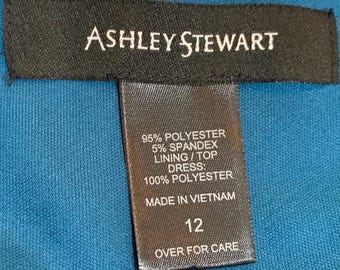 ASHLEY STEWART
95% POLYESTER
5% SPANDEX
LINING / TOP
DRESS:
100% POLYESTER
MADE IN VIETNAM
12
OVER FOR CARE